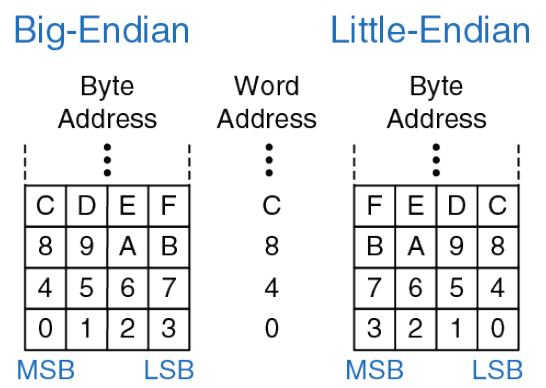 Big-Endian Little-Endian
Byte Address Word Address Byte Address
C D E F C F E D C
8 9 A B 8 B A 9 8
4 5 6 7 4 7 6 5 4
0 1 2 3 0 3 2 1 0
MSB LSB MSB LSB